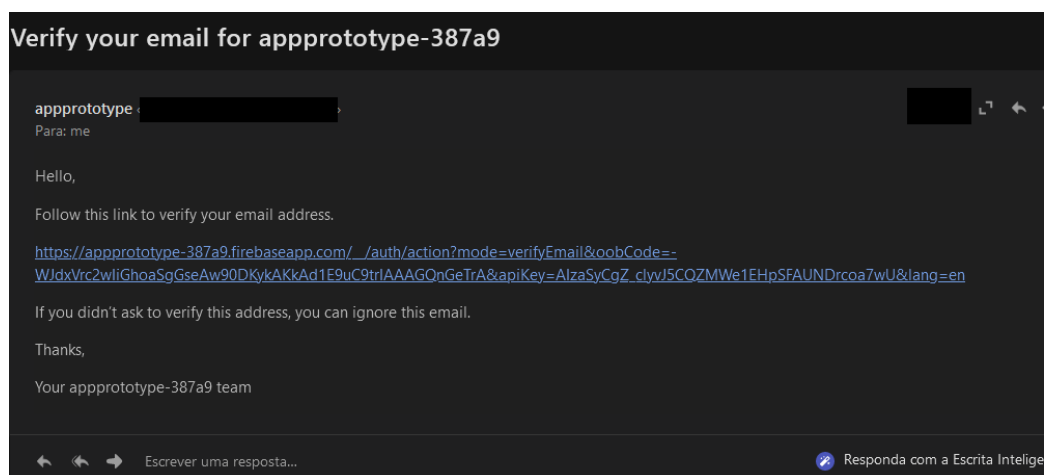 Verify your email for appprototype-387a9
appprototype
Para: me
Hello,
Follow this link to verify your email address.
https://appprototype-387a9.firebaseapp.com/__/auth/action?mode=verifyEmail&oobCode=-
WJdxVrc2wIiGhoaSgGseAw90DKykAKkAd1E9uC9trIAAAGQnGeTrA&apiKey=AIzaSyCgZ_clyvJ5CQZMWe1EHpSFAUNDrcoa7wU&lang=en
If you didn't ask to verify this address, you can ignore this email.
Thanks,
Your appprototype-387a9 team
Escrever uma resposta...
Responda com a Escrita Intelige